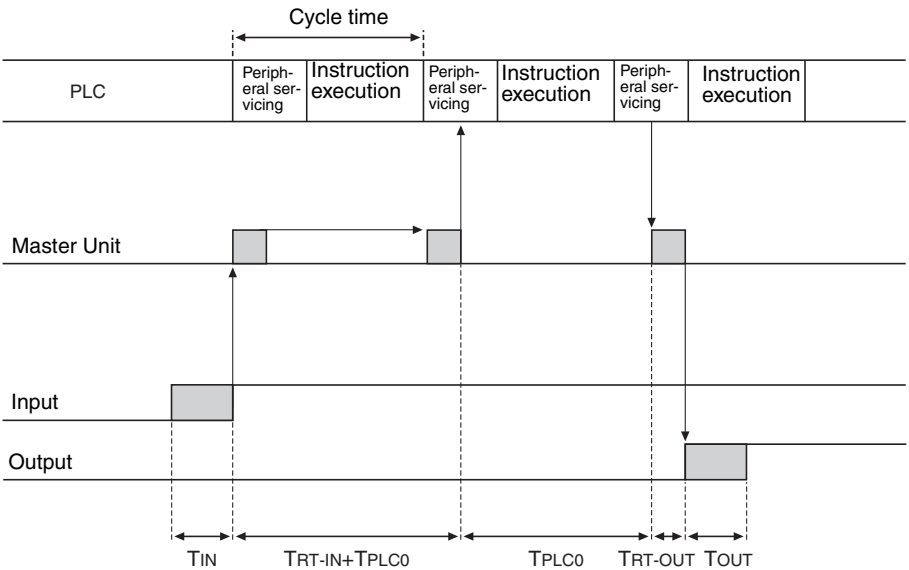 Cycle time
PLC
Periph-
eral ser-
vicing
Instruction
execution
Periph-
eral ser-
vicing
Instruction
execution
Periph-
eral ser-
vicing
Instruction
execution
Master Unit
Input
Output
TIN
TRT-IN+TPLC0
TPLC0
TRT-OUT
TOUT